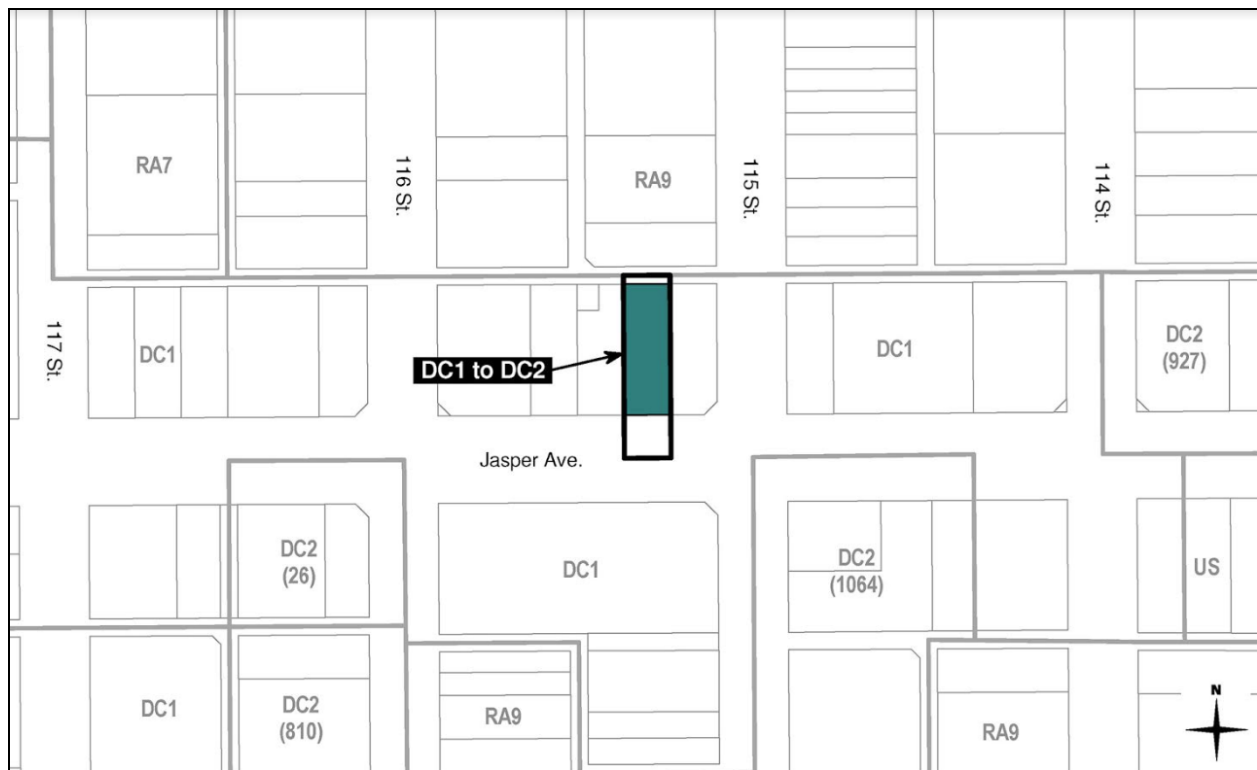 RA7
116 St.
RA9
115 St.
114 St.
117 St.
DC1
DC1 to DC2
DC1
DC2
(927)
Jasper Ave.
DC2
(26)
DC1
DC2
(1064)
US
DC1
DC2
(810)
RA9
RA9
N